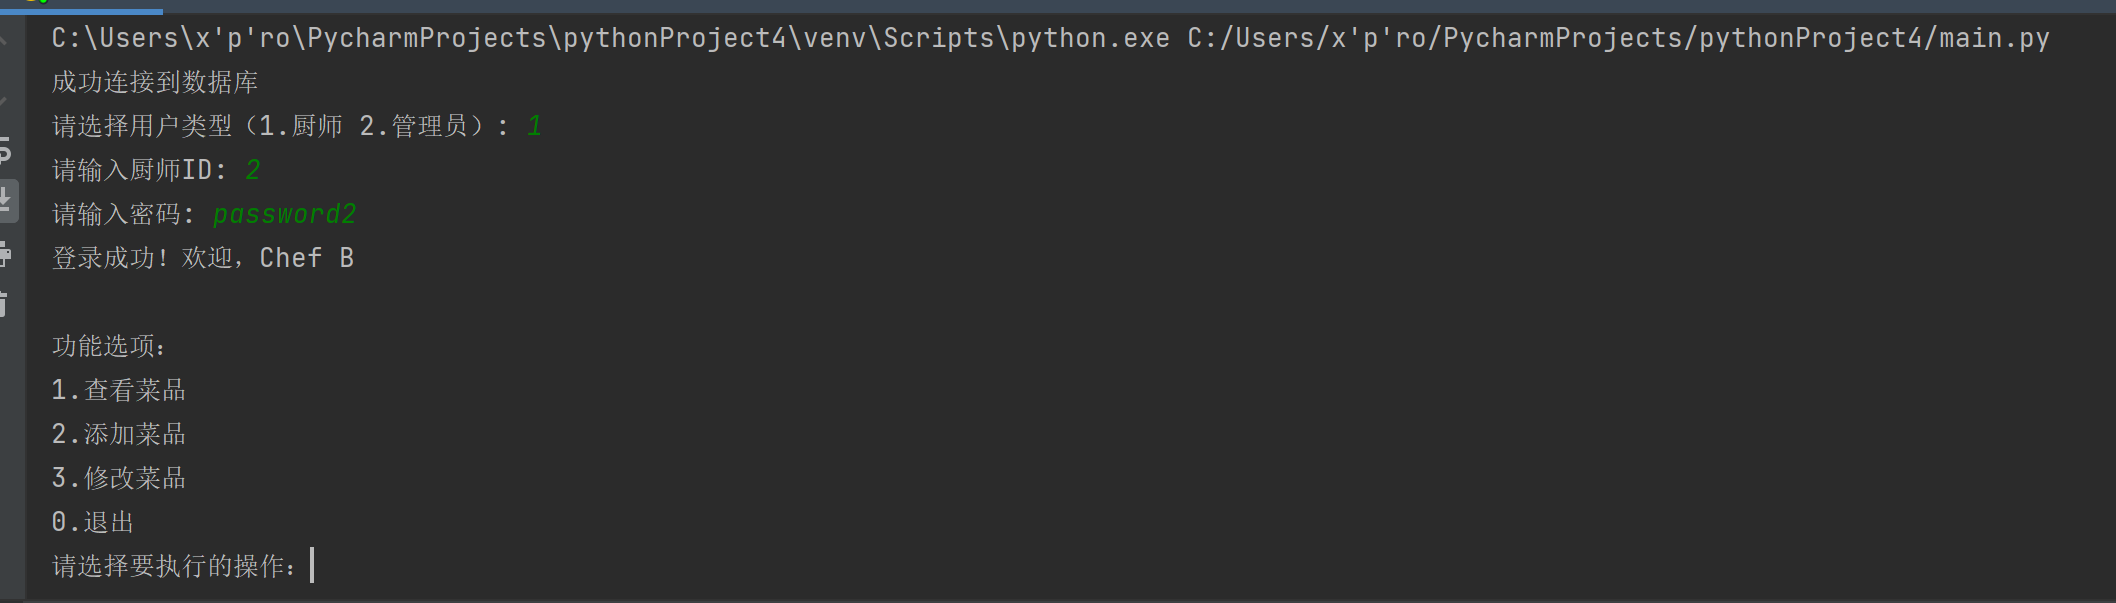 C:\Users\x'p'ro\PycharmProjects\pythonProject4\venv\Scripts\python.exe C:/Users/x'p'ro/PycharmProjects/pythonProject4/main.py
成功连接到数据库
请选择用户类型（1.厨师 2.管理员）: 1
请输入厨师ID: 2
请输入密码: password2
登录成功！欢迎，Chef B
功能选项:
1.查看菜品
2.添加菜品
3.修改菜品
0.退出
请选择要执行的操作: